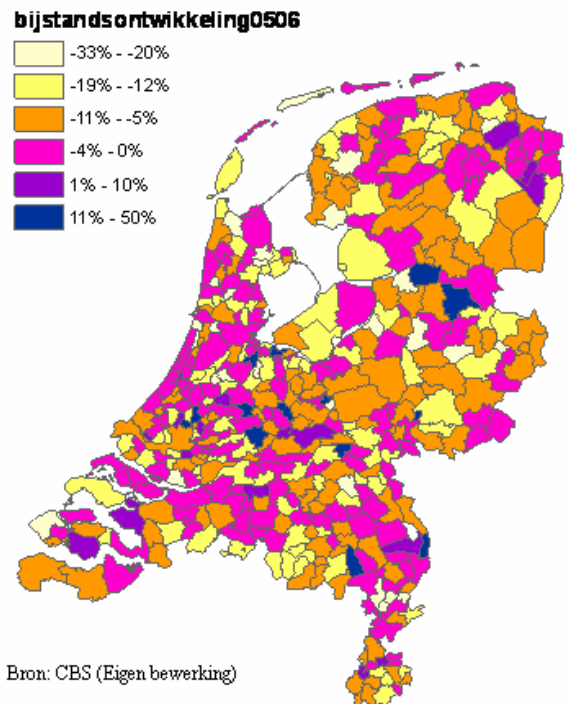 bijstandsontwikkeling0506
-33% - -20%
-19% - -12%
-11% - -5%
-4% - 0%
1% - 10%
11% - 50%
Bron: CBS (Eigen bewerking)